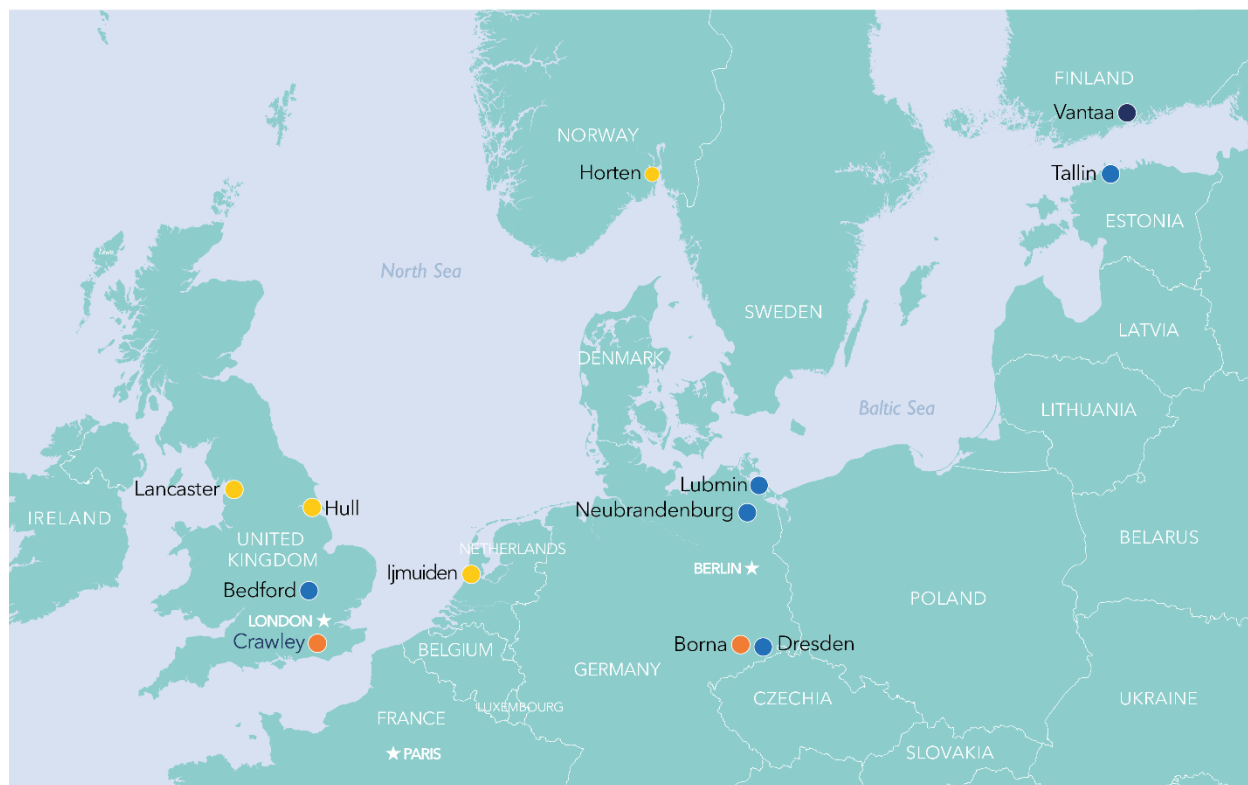 FINLAND
Vantaa
NORWAY
Horten
Tallin
ESTONIA
North Sea
SWEDEN
LATVIA
DENMARK
Baltic Sea
LITHUANIA
Lancaster
Hull
Lubmin
Neubrandenburg
IRELAND
UNITED
KINGDOM
NETHERLANDS
BELARUS
Ijmuiden
BERLIN
Bedford
POLAND
LONDON
Crawley
BELGIUM
Borna
Dresden
GERMANY
CZECHIA
UKRAINE
LUXEMBOURG
FRANCE
PARIS
SLOVAKIA